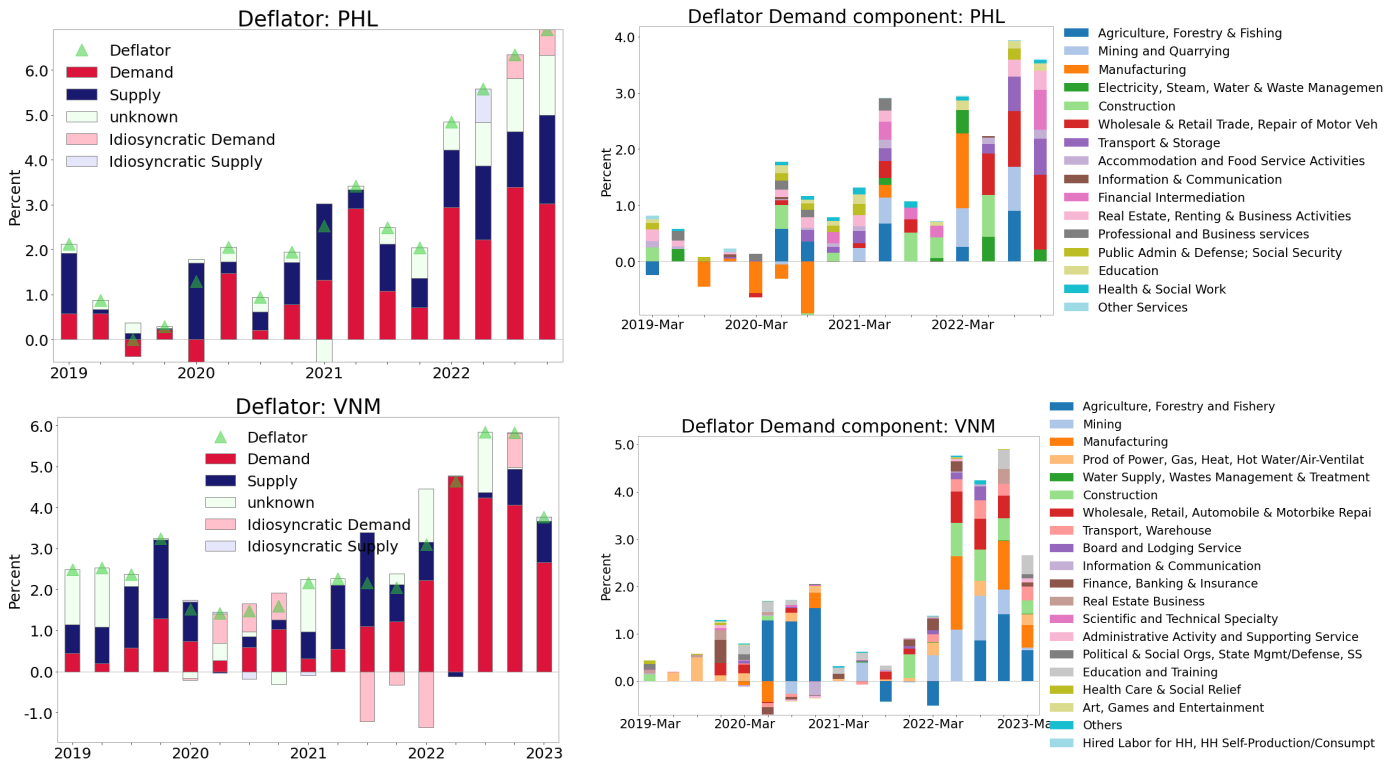 Deflator: PHL
Deflator
Demand
Supply
unknown
Idiosyncratic Demand
Idiosyncratic Supply
Percent
6.0
5.0
4.0
3.0
2.0
1.0
0.0
2019
2020
2021
2022
Deflator Demand component: PHL
Percent
4.0
3.0
2.0
1.0
0.0
2019-Mar
2020-Mar
2021-Mar
2022-Mar
Agriculture, Forestry & Fishing
Mining and Quarrying
Manufacturing
Electricity, Steam, Water & Waste Managemen
Construction
Wholesale & Retail Trade, Repair of Motor Veh
Transport & Storage
Accommodation and Food Service Activities
Information & Communication
Financial Intermediation
Real Estate, Renting & Business Activities
Professional and Business services
Public Admin & Defense; Social Security
Education
Health & Social Work
Other Services
Deflator: VNM
Deflator
Demand
Supply
unknown
Idiosyncratic Demand
Idiosyncratic Supply
Percent
6.0
5.0
4.0
3.0
2.0
1.0
0.0
-1.0
2019
2020
2021
2022
2023
Deflator Demand component: VNM
Percent
5.0
4.0
3.0
2.0
1.0
0.0
2019-Mar
2020-Mar
2021-Mar
2022-Mar
2023-Ma
Agriculture, Forestry and Fishery
Mining
Manufacturing
Prod of Power, Gas, Heat, Hot Water/Air-Ventilat
Water Supply, Wastes Management & Treatment
Construction
Wholesale, Retail, Automobile & Motorbike Repai
Transport, Warehouse
Board and Lodging Service
Information & Communication
Finance, Banking & Insurance
Real Estate Business
Scientific and Technical Specialty
Administrative Activity and Supporting Service
Political & Social Orgs, State Mgmt/Defense, SS
Education and Training
Health Care & Social Relief
Art, Games and Entertainment
Others
Hired Labor for HH, HH Self-Production/Consumpt